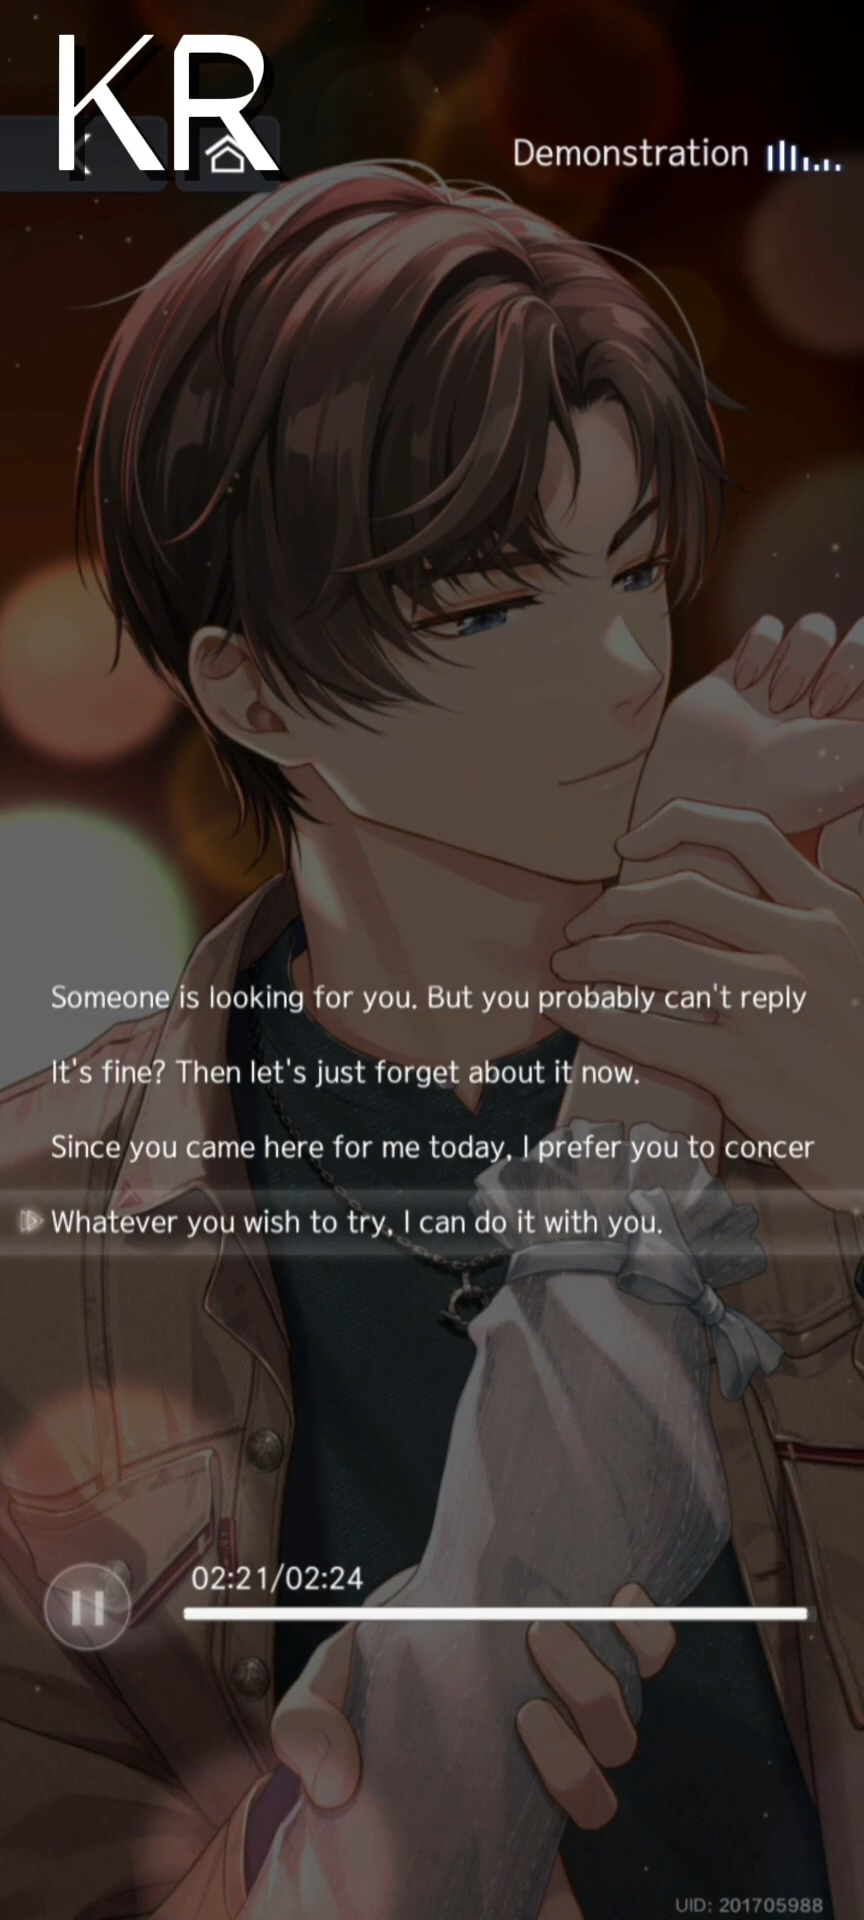 KR
Demonstration
Someone is looking for you. But you probably can't reply
It's fine? Then let's just forget about it now.
Since you came here for me today, I prefer you to concer
Whatever you wish to try, I can do it with you.
02:21/02:24
UID: 201705988